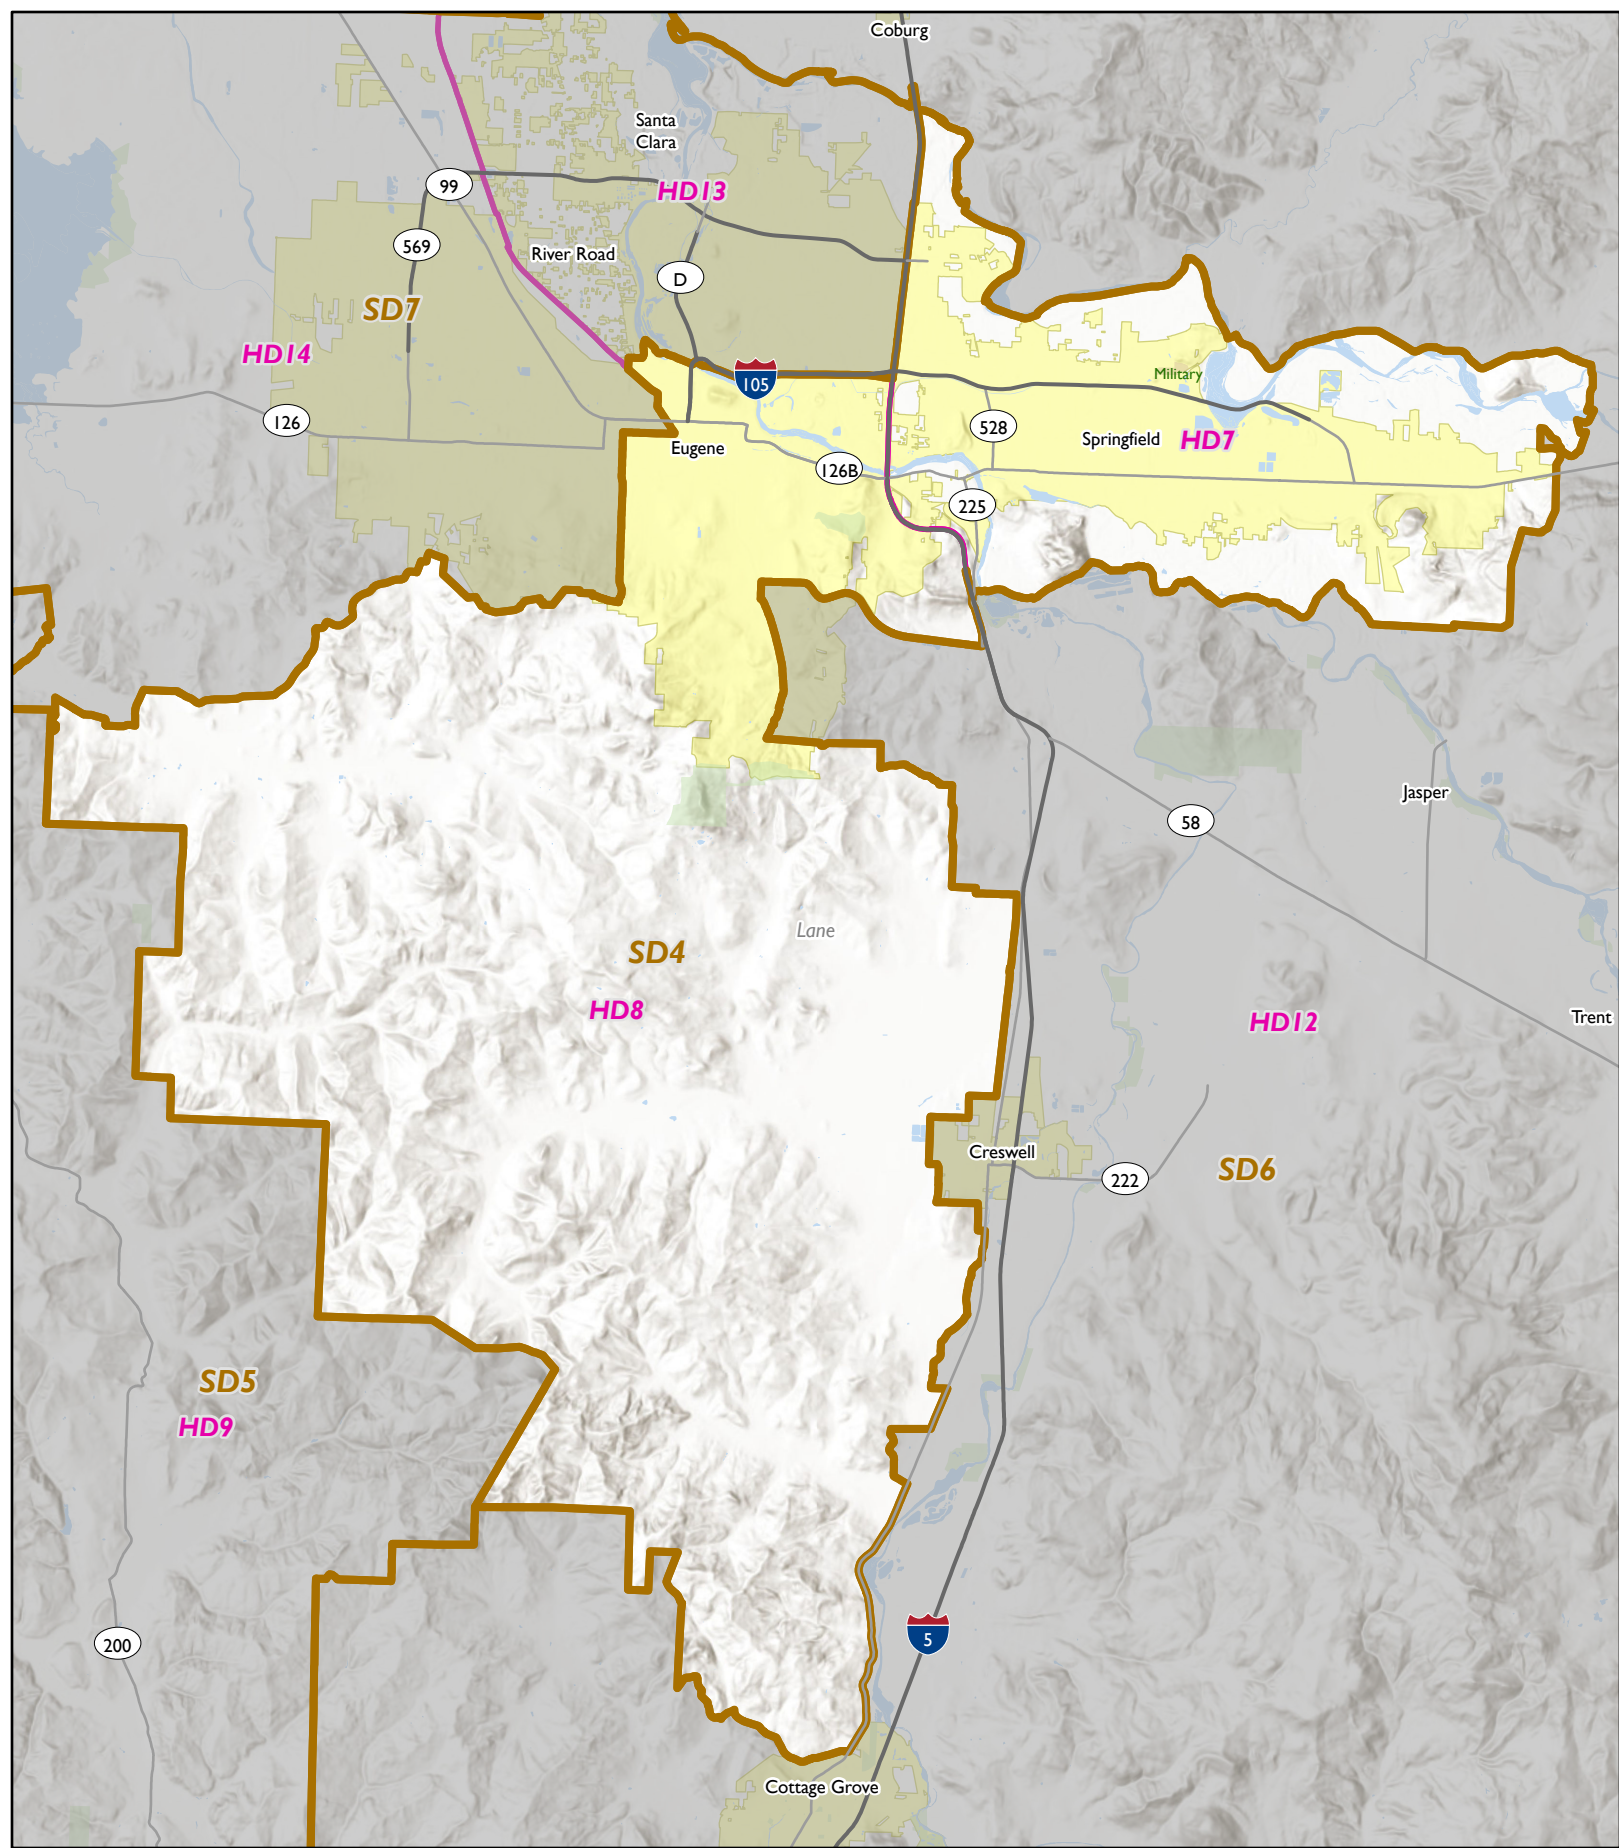 Coburg
Santa
Clara
99
HD13
569
River Road
D
SD7
HD14
Military
105
126
528
Springfield
HD7
Eugene
126B
225
Jasper
58
Lane
SD4
HD8
Trent
HD12
Creswell
SD6
222
SD5
HD9
5
200
Cottage Grove